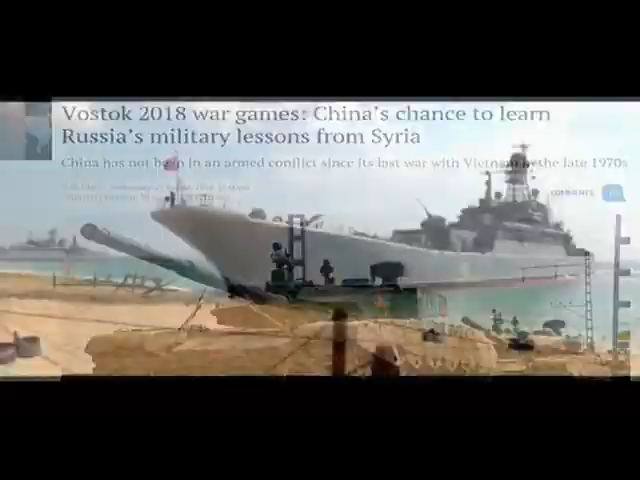 Vostok 2018 war games: China's chance to learn
Russia's military lessons from Syria
China has not been in an armed conflict since its last war with Vietnam in the late 1970s
COMMENTS